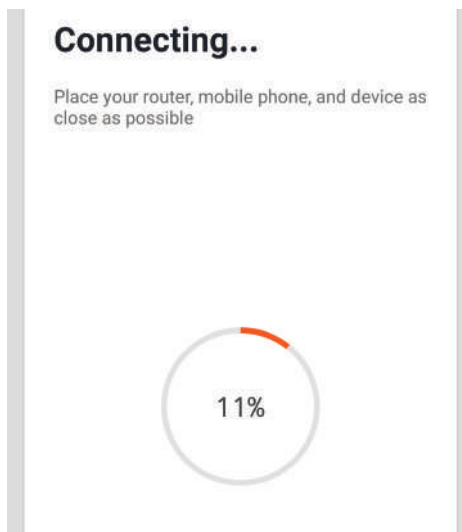 Connecting...
Place your router, mobile phone, and device as
close as possible
11%